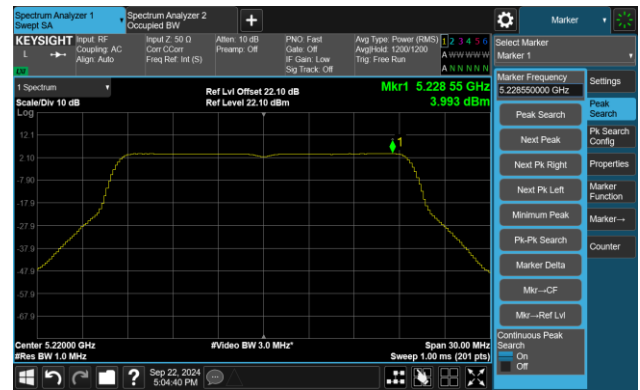 Spectrum Analyzer 1
Swept SA
Spectrum Analyzer 2
Occupied BW
+
Marker
KEYSIGHT
L
Input: RF
Coupling: AC
Align: Auto
Input Z: 50 Ω
Corr CCorr
Freq Ref: Int (S)
Atten: 10 dB
Preamp: Off
PNO: Fast
Gate: Off
IF Gain: Low
Sig Track: Off
Avg Type: Power (RMS)
Avg|Hold: 1200/1200
Trig: Free Run
1 2 3 4 5 6
A W W W W W
A N N N N N
Select Marker
Marker 1
1 Spectrum
Scale/Div 10 dB
Log
Ref Lvl Offset 22.10 dB
Ref Level 22.10 dBm
Mkr1 5.228 55 GHz
3.993 dBm
12.1
2.10
-7.90
-17.9
-27.9
-37.9
-47.9
-57.9
-67.9
1
Center 5.22000 GHz
#Res BW 1.0 MHz
#Video BW 3.0 MHz*
Span 30.00 MHz
Sweep 1.00 ms (201 pts)
Marker Frequency
5.228550000 GHz
Peak Search
Next Peak
Next Pk Right
Next Pk Left
Minimum Peak
Pk-Pk Search
Marker Delta
Mkr→CF
Mkr→Ref Lvl
Continuous Peak
Search
On
Off
Settings
Peak
Search
Pk Search
Config
Properties
Marker
Function
Marker→
Counter
?
Sep 22, 2024
5:04:40 PM